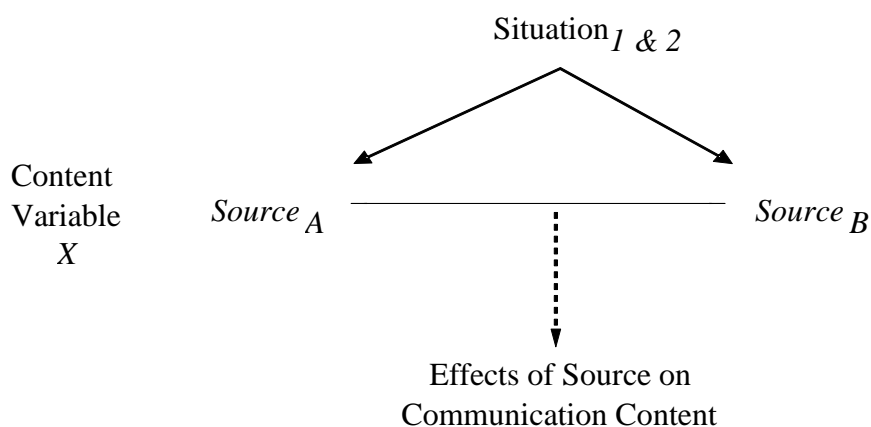 Situation 1 & 2
Content
Variable
X
Source A
Source B
Effects of Source on
Communication Content